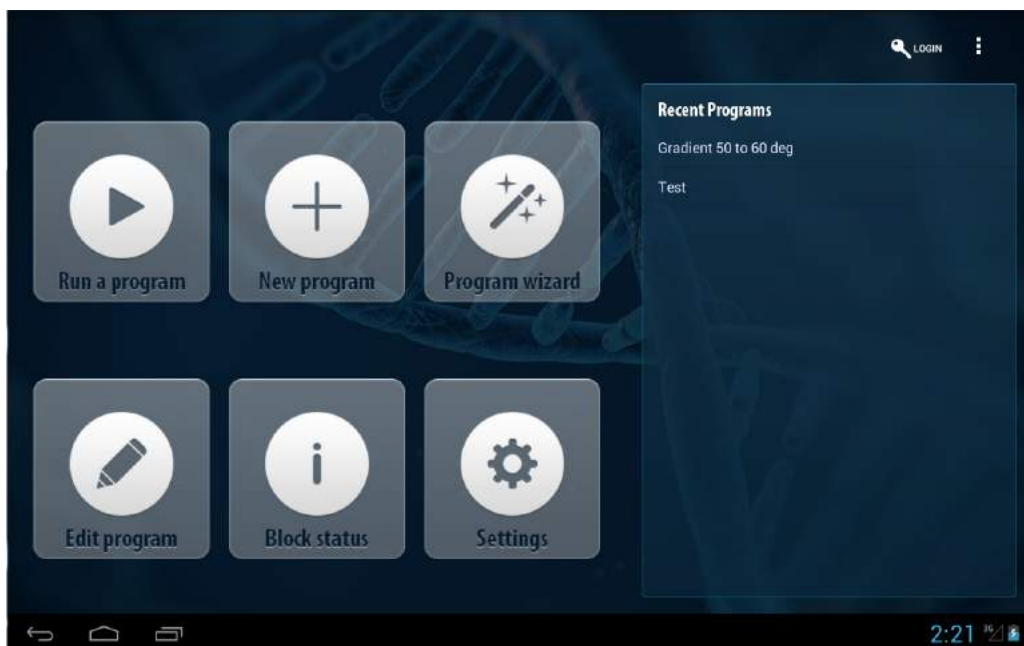 LOGIN
Recent Programs
Gradient 50 to 60 deg
Test
Run a program
New program
Program wizard
Edit program
Block status
Settings
2:21
3G